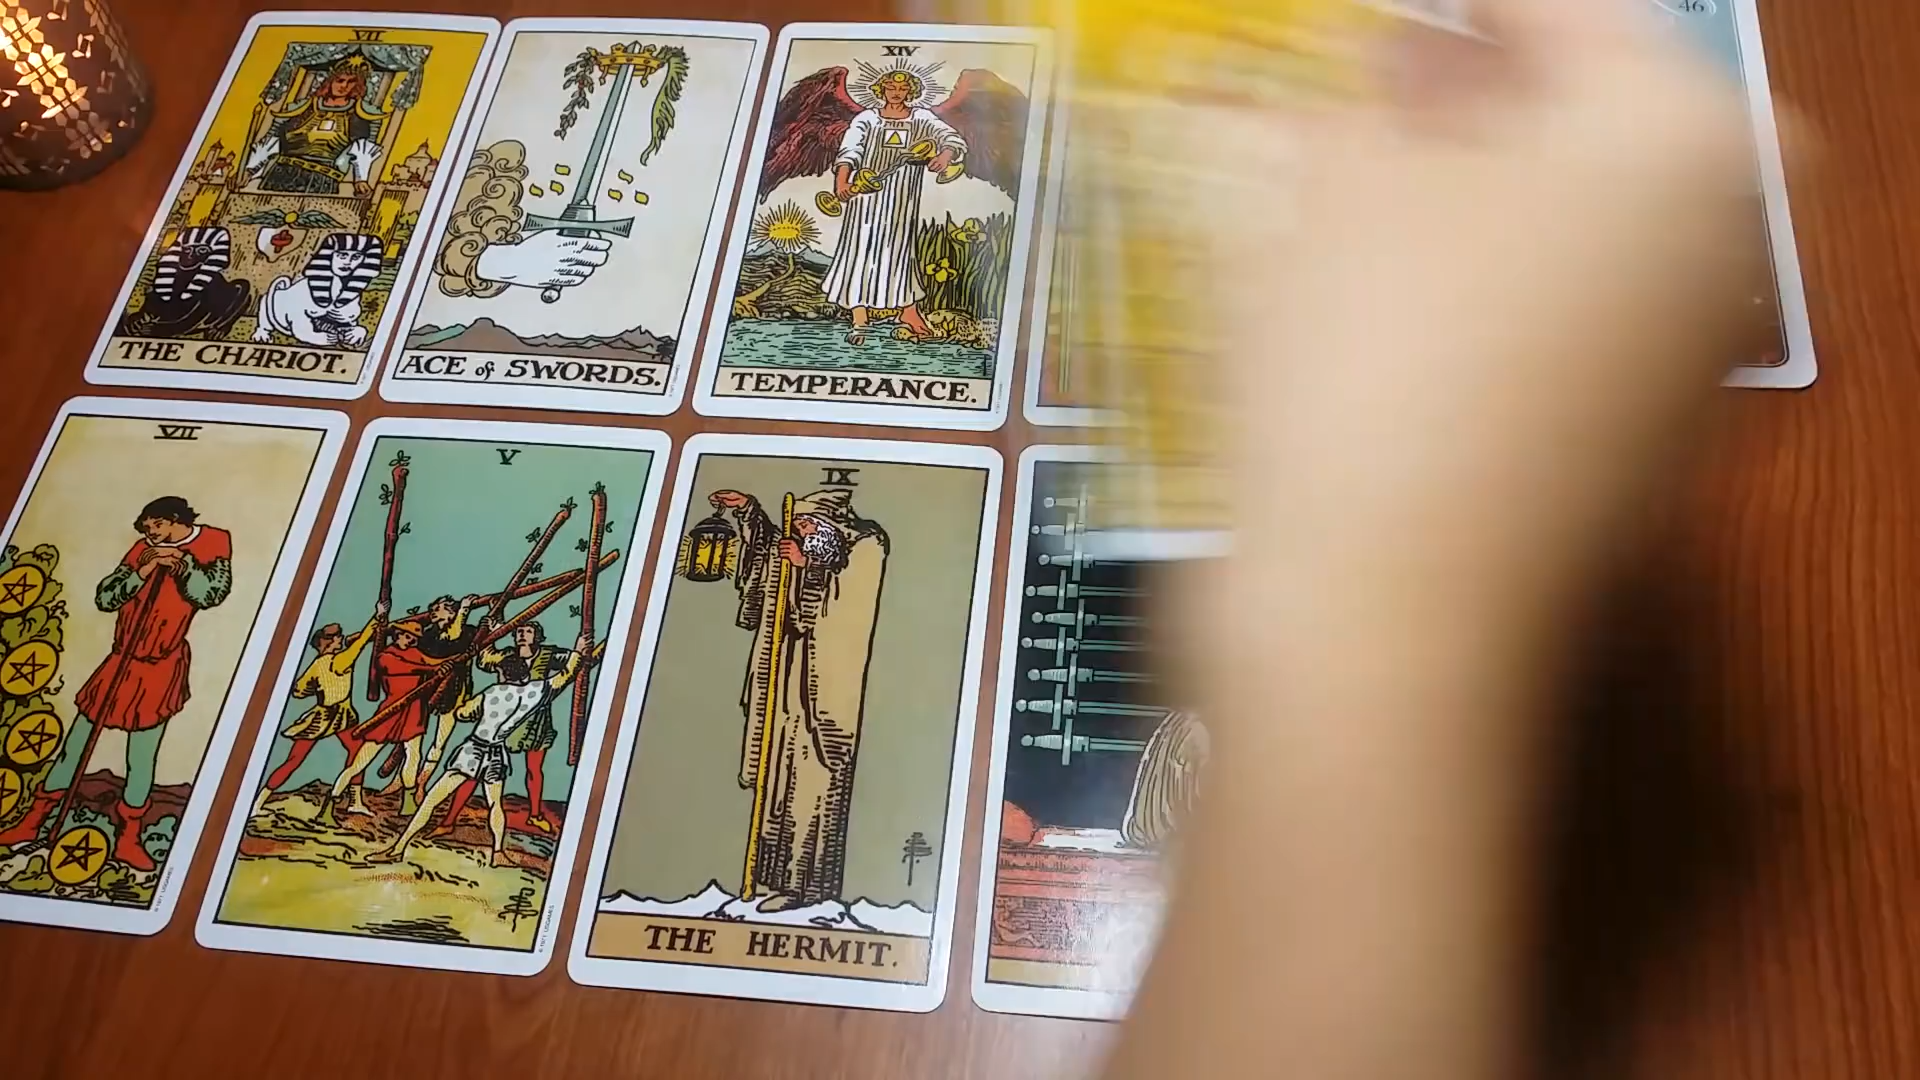 VII
XIV
46
THE CHARIOT.
ACE of SWORDS.
TEMPERANCE.
VII
V
IX
THE HERMIT.